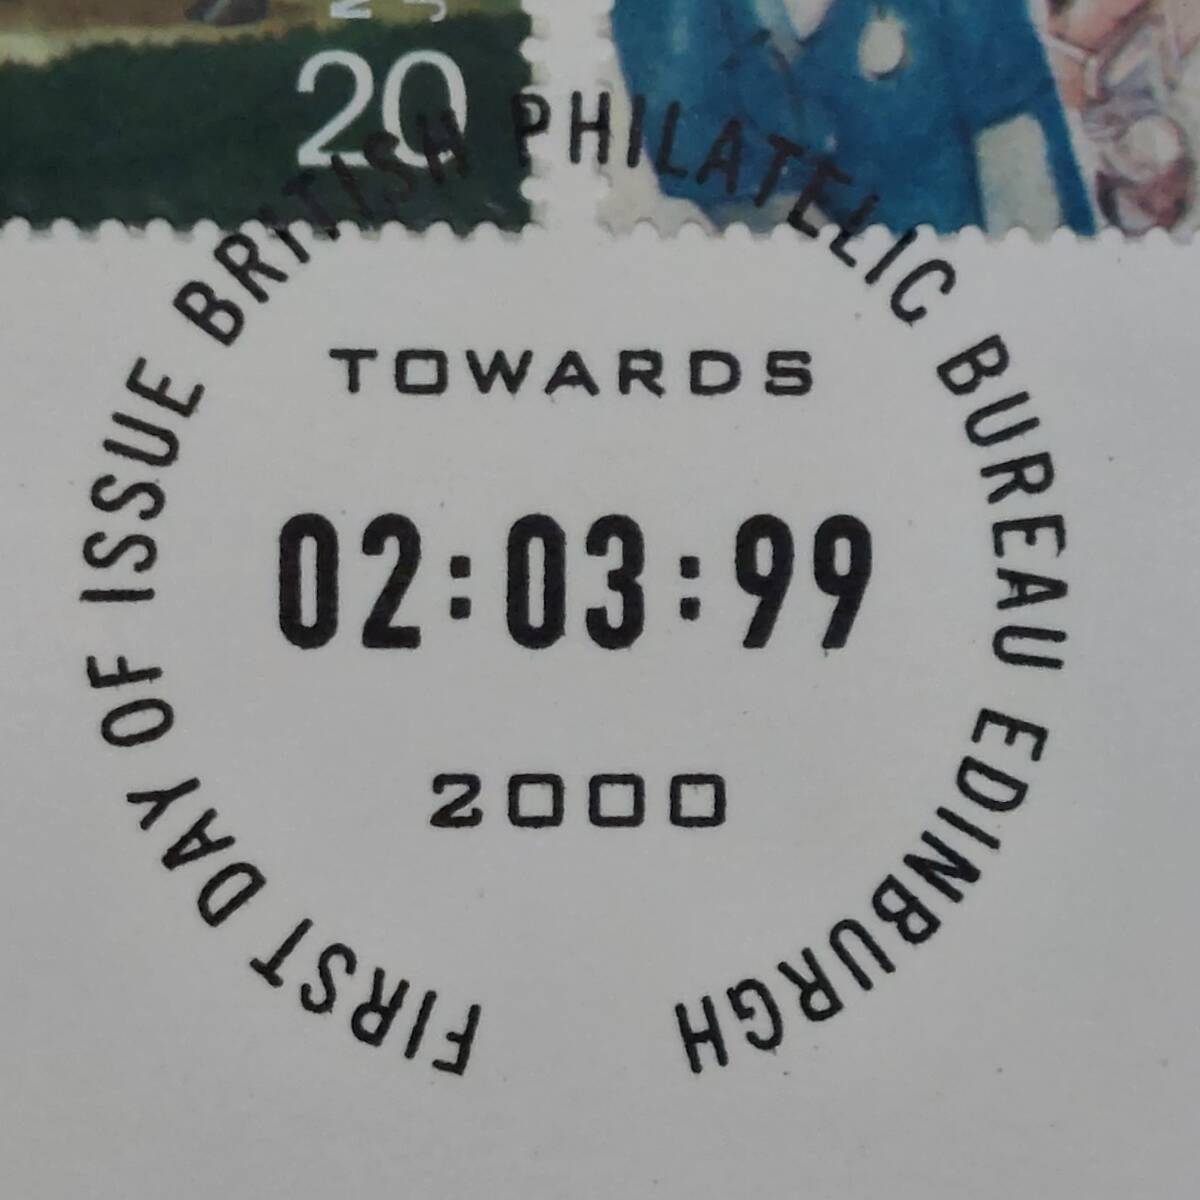 20
FIRST DAY OF ISSUE BRITISH PHILATELIC BUREAU EDINBURGH
TOWARDS
02:03:99
2000